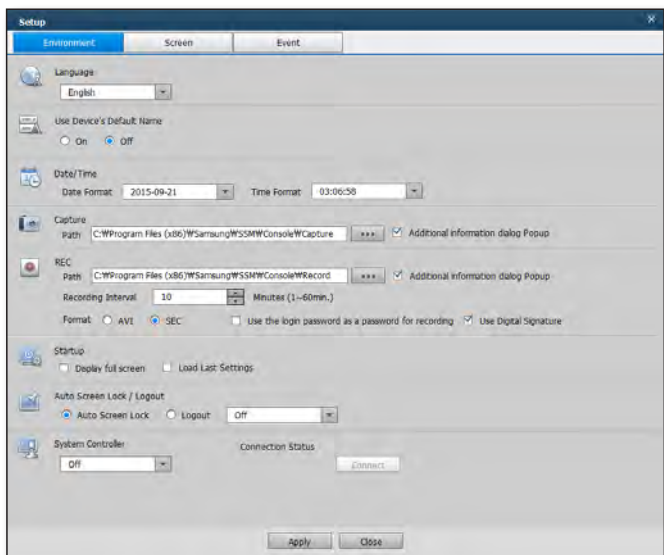 Setup
Environment Screen Event
Language
English
Use Device's Default Name
On Off
Date/Time
Date Format 2015-09-21 Time Format 03:06:58
Capture
Path C:₩Program Files (x86)₩Samsung₩SSM₩Console₩Capture Additional information dialog Popup
REC
Path C:₩Program Files (x86)₩Samsung₩SSM₩Console₩Record Additional information dialog Popup
Recording Interval 10 Minutes (1~60min.)
Format AVI SEC Use the login password as a password for recording Use Digital Signature
Startup
Display full screen Load Last Settings
Auto Screen Lock / Logout
Auto Screen Lock Logout Off
System Controller Connection Status
Off Connect
Apply Close